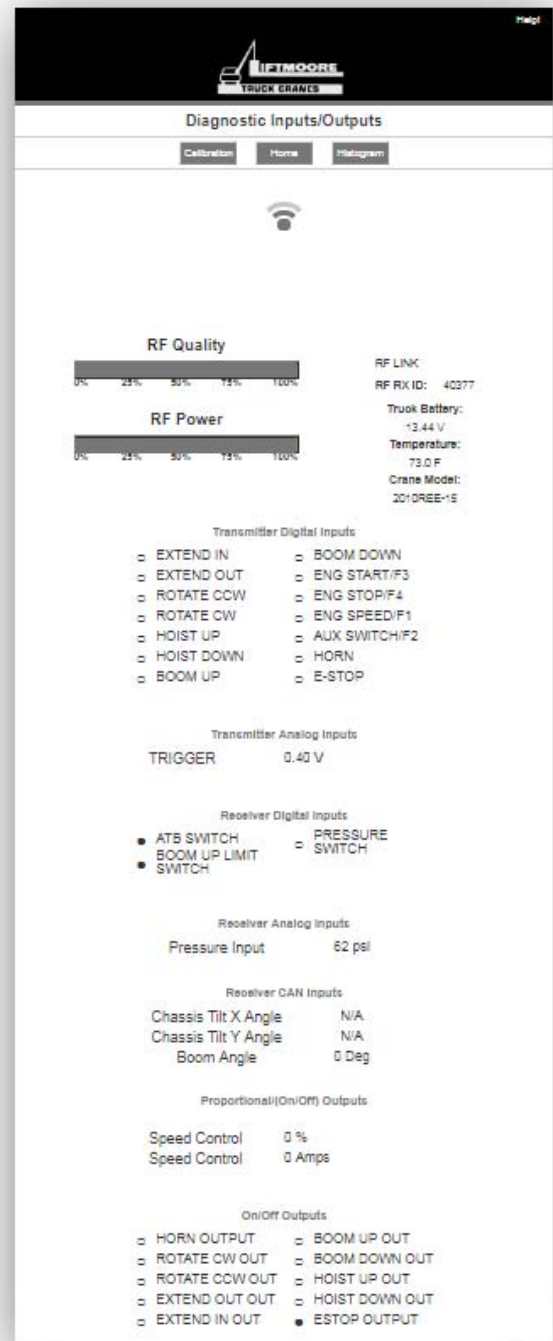 Help!
LIFTMOORE
TRUCK CRANES
Diagnostic Inputs/Outputs
Calibration Home Histogram
RF Quality
0% 25% 50% 75% 100%
RF Power
0% 25% 50% 75% 100%
RF LINK
RF RX ID: 40377
Truck Battery:
13.44 V
Temperature:
73.0 F
Crane Model:
2010REE-15
Transmitter Digital Inputs
EXTEND IN BOOM DOWN
EXTEND OUT ENG START/F3
ROTATE CCW ENG STOP/F4
ROTATE CW ENG SPEED/F1
HOIST UP AUX SWITCH/F2
HOIST DOWN HORN
BOOM UP E-STOP
Transmitter Analog Inputs
TRIGGER 0.40 V
Receiver Digital Inputs
ATB SWITCH
BOOM UP LIMIT
SWITCH
PRESSURE
SWITCH
Receiver Analog Inputs
Pressure Input 62 psi
Receiver CAN Inputs
Chassis Tilt X Angle N/A
Chassis Tilt Y Angle N/A
Boom Angle 0 Deg
Proportional/(On/Off) Outputs
Speed Control 0 %
Speed Control 0 Amps
On/Off Outputs
HORN OUTPUT BOOM UP OUT
ROTATE CW OUT BOOM DOWN OUT
ROTATE CCW OUT HOIST UP OUT
EXTEND OUT OUT HOIST DOWN OUT
EXTEND IN OUT ESTOP OUTPUT